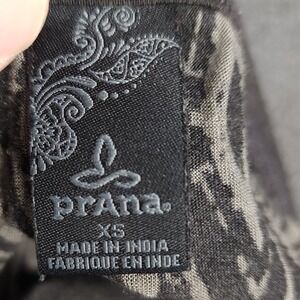 prAna®
XS
MADE IN INDIA
FABRIQUE EN INDE